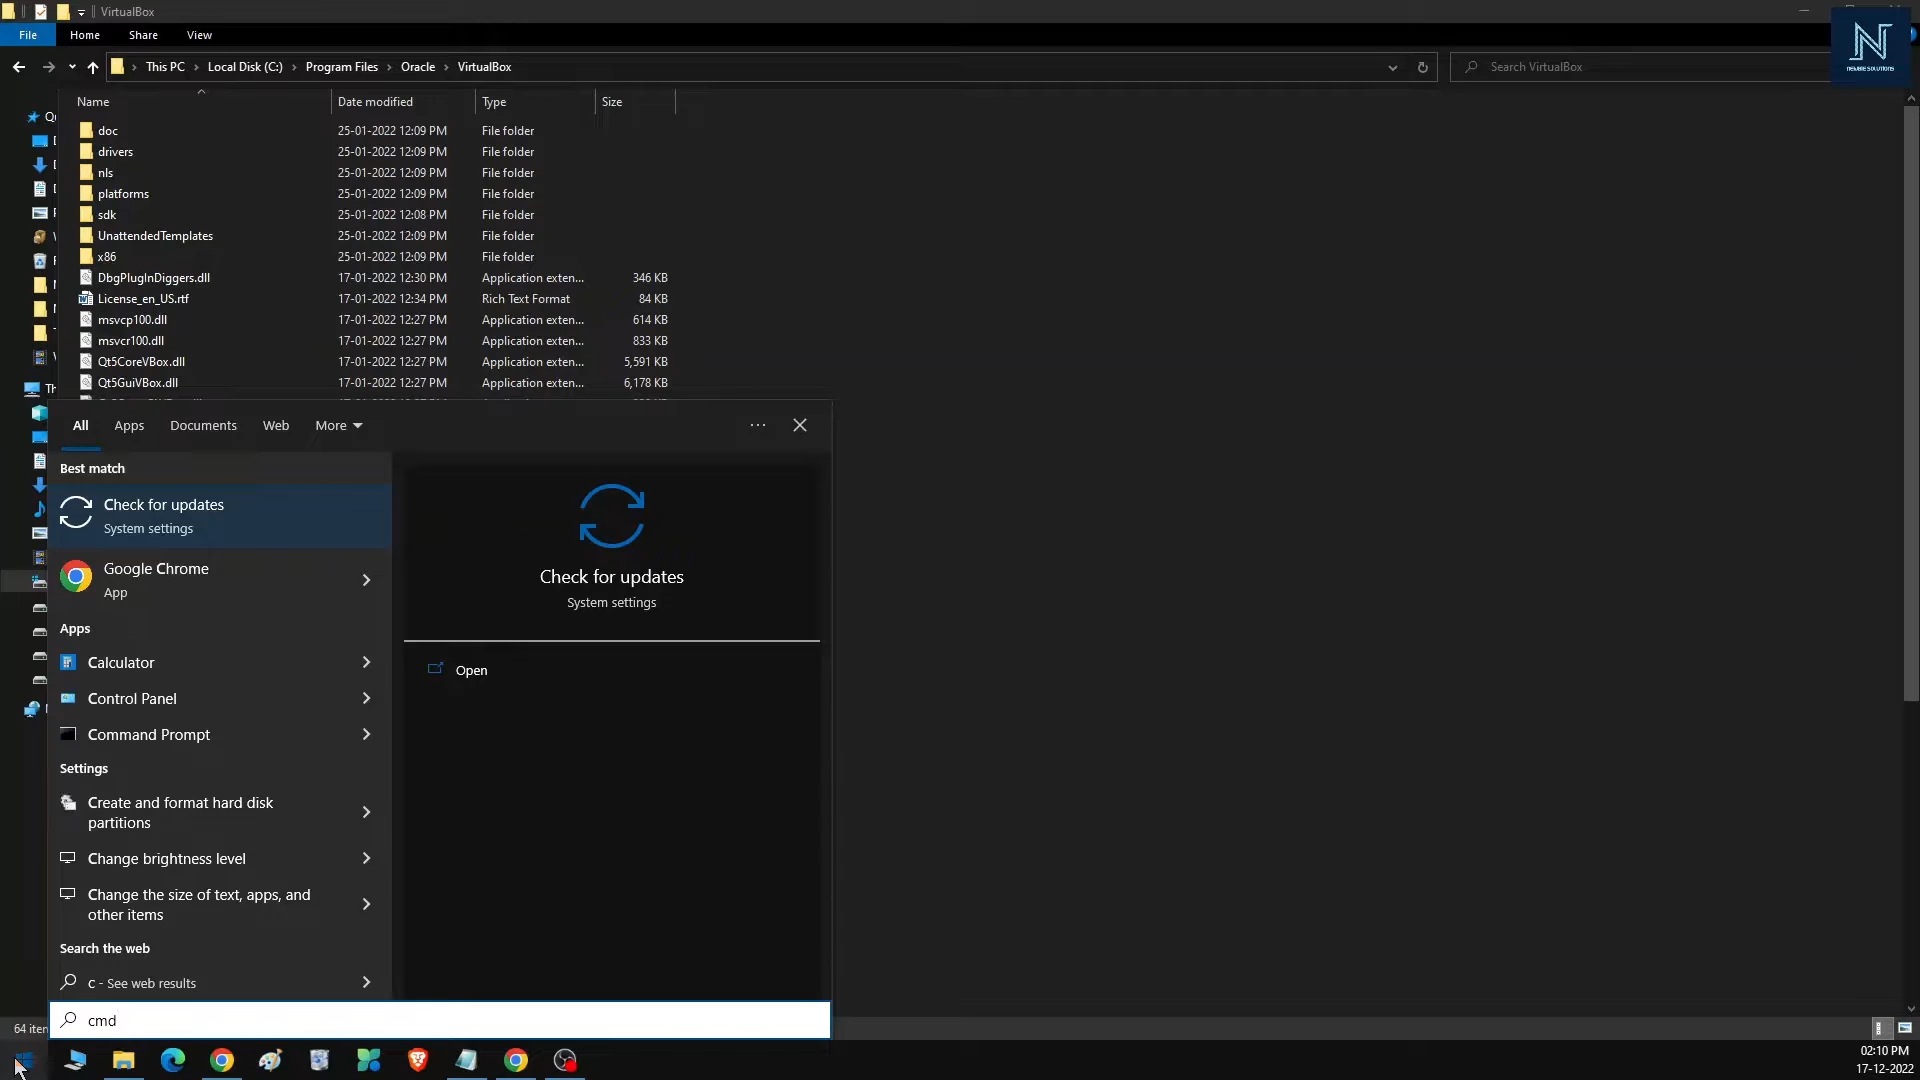 VirtualBox
File Home Share View
This PC Local Disk (C:) Program Files Oracle VirtualBox
Search VirtualBox
NEWBIE SOLUTIONS
Name Date modified Type Size
doc 25-01-2022 12:09 PM File folder
drivers 25-01-2022 12:09 PM File folder
nls 25-01-2022 12:09 PM File folder
platforms 25-01-2022 12:09 PM File folder
sdk 25-01-2022 12:08 PM File folder
UnattendedTemplates 25-01-2022 12:09 PM File folder
x86 25-01-2022 12:09 PM File folder
DbgPlugInDiggers.dll 17-01-2022 12:30 PM Application exten... 346 KB
License_en_US.rtf 17-01-2022 12:34 PM Rich Text Format 84 KB
msvcp100.dll 17-01-2022 12:27 PM Application exten... 614 KB
msvcr100.dll 17-01-2022 12:27 PM Application exten... 833 KB
Qt5CoreVBox.dll 17-01-2022 12:27 PM Application exten... 5,591 KB
Qt5GuiVBox.dll 17-01-2022 12:27 PM Application exten... 6,178 KB
All Apps Documents Web More
Best match
Check for updates
System settings
Google Chrome
App
Apps
Calculator
Control Panel
Command Prompt
Settings
Create and format hard disk
partitions
Change brightness level
Change the size of text, apps, and
other items
Search the web
c - See web results
cmd
Check for updates
System settings
Open
64 iten
02:10 PM
17-12-2022